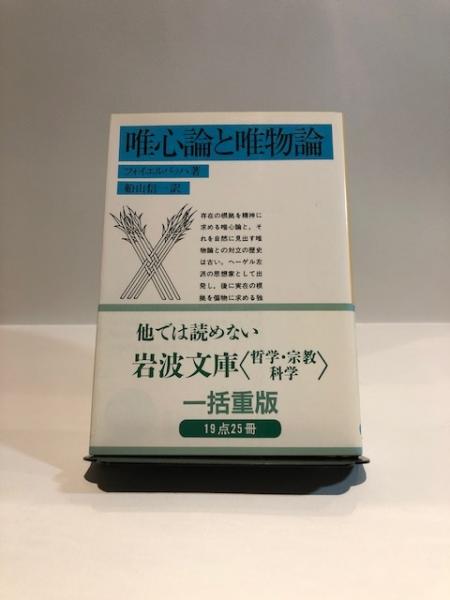 唯心論と唯物論
フォイエルバッハ著
船山信一訳
存在の根拠を精神に
求める唯心論と，そ
れを自然に見出す唯
物論との対立の歴史
は古い．ヘーゲル左
派の思想家として出
発し，後に実在の根
拠を個物に求める独
他では読めない
岩波文庫〈哲学・宗教
科学〉
一括重版
19点25冊